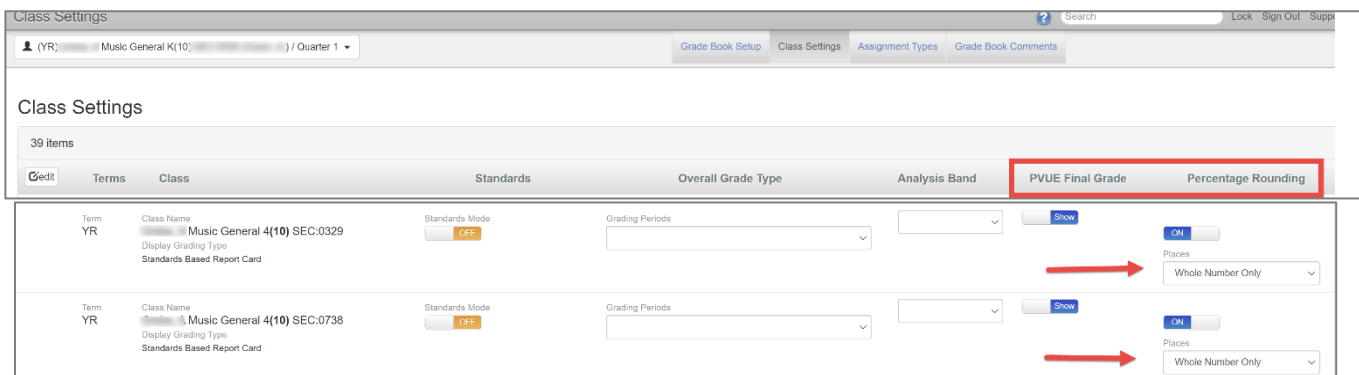 Class Settings
Search
Lock Sign Out
(YR) Music General K(10) / Quarter 1
Grade Book Setup Class Settings Assignment Types Grade Book Comments
Class Settings
39 items
edit Terms Class Standards Overall Grade Type Analysis Band PVUE Final Grade Percentage Rounding
Term Class Name Standards Mode Grading Periods Show
YR Music General 4(10) SEC:0329 OFF ON
Display Grading Type Places
Standards Based Report Card Whole Number Only
Term Class Name Standards Mode Grading Periods Show
YR Music General 4(10) SEC:0738 OFF ON
Display Grading Type Places
Standards Based Report Card Whole Number Only